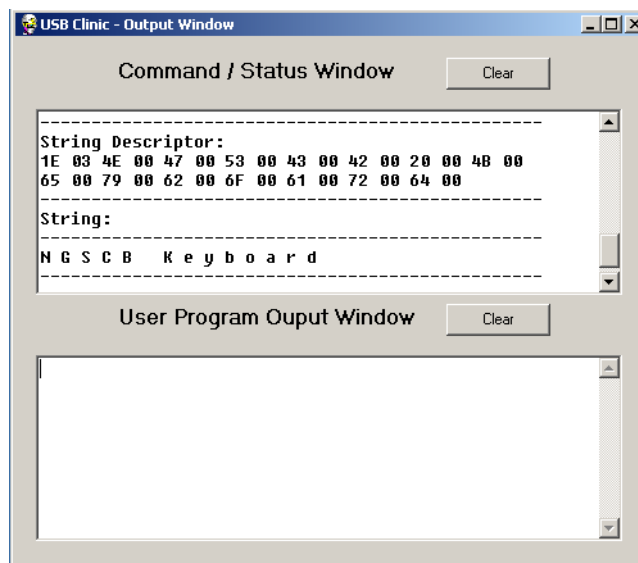 USB Clinic - Output Window
Command / Status Window
Clear
--------------------------------------------------
String Descriptor:
1E 03 4E 00 47 00 53 00 43 00 42 00 20 00 4B 00
65 00 79 00 62 00 6F 00 61 00 72 00 64 00
--------------------------------------------------
String:
--------------------------------------------------
N G S C B   K e y b o a r d
--------------------------------------------------
User Program Ouput Window
Clear